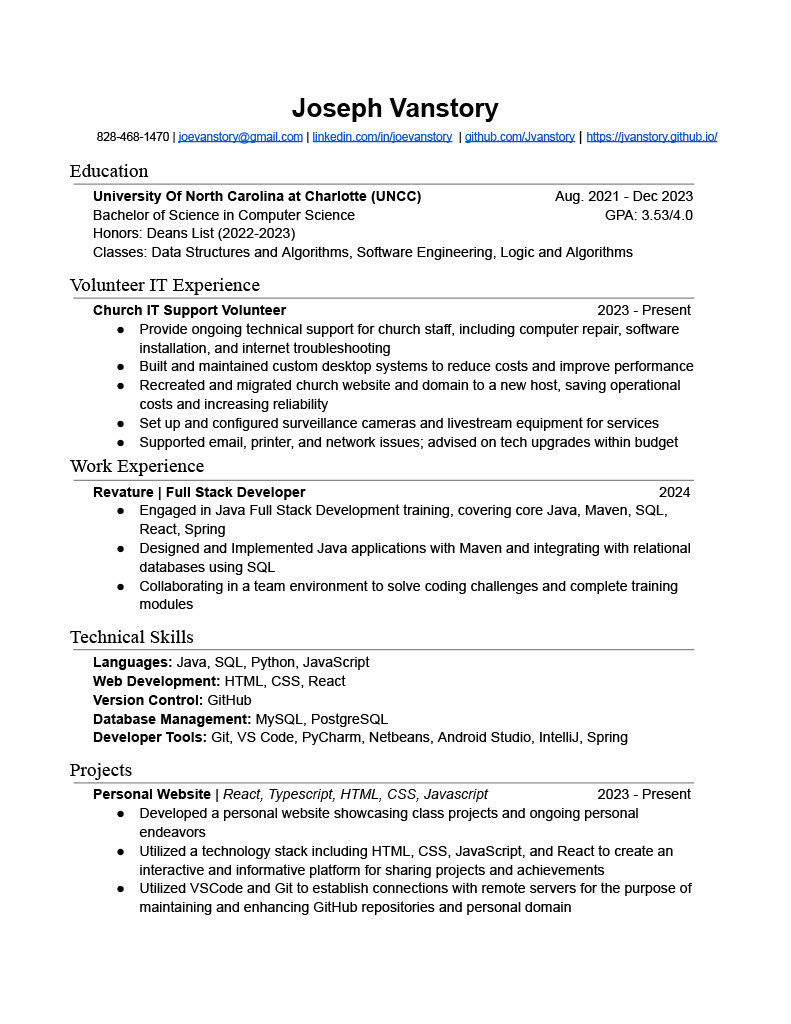 Joseph Vanstory
828-468-1470 | joevanstory@gmail.com | linkedin.com/in/joevanstory | github.com/Jvanstory | https://jvanstory.github.io/
Education
University Of North Carolina at Charlotte (UNCC) Aug. 2021 - Dec 2023
Bachelor of Science in Computer Science GPA: 3.53/4.0
Honors: Deans List (2022-2023)
Classes: Data Structures and Algorithms, Software Engineering, Logic and Algorithms
Volunteer IT Experience
Church IT Support Volunteer 2023 - Present
● Provide ongoing technical support for church staff, including computer repair, software
installation, and internet troubleshooting
● Built and maintained custom desktop systems to reduce costs and improve performance
● Recreated and migrated church website and domain to a new host, saving operational
costs and increasing reliability
● Set up and configured surveillance cameras and livestream equipment for services
● Supported email, printer, and network issues; advised on tech upgrades within budget
Work Experience
Revature | Full Stack Developer 2024
● Engaged in Java Full Stack Development training, covering core Java, Maven, SQL,
React, Spring
● Designed and Implemented Java applications with Maven and integrating with relational
databases using SQL
● Collaborating in a team environment to solve coding challenges and complete training
modules
Technical Skills
Languages: Java, SQL, Python, JavaScript
Web Development: HTML, CSS, React
Version Control: GitHub
Database Management: MySQL, PostgreSQL
Developer Tools: Git, VS Code, PyCharm, Netbeans, Android Studio, IntelliJ, Spring
Projects
Personal Website | React, Typescript, HTML, CSS, Javascript 2023 - Present
● Developed a personal website showcasing class projects and ongoing personal
endeavors
● Utilized a technology stack including HTML, CSS, JavaScript, and React to create an
interactive and informative platform for sharing projects and achievements
● Utilized VSCode and Git to establish connections with remote servers for the purpose of
maintaining and enhancing GitHub repositories and personal domain